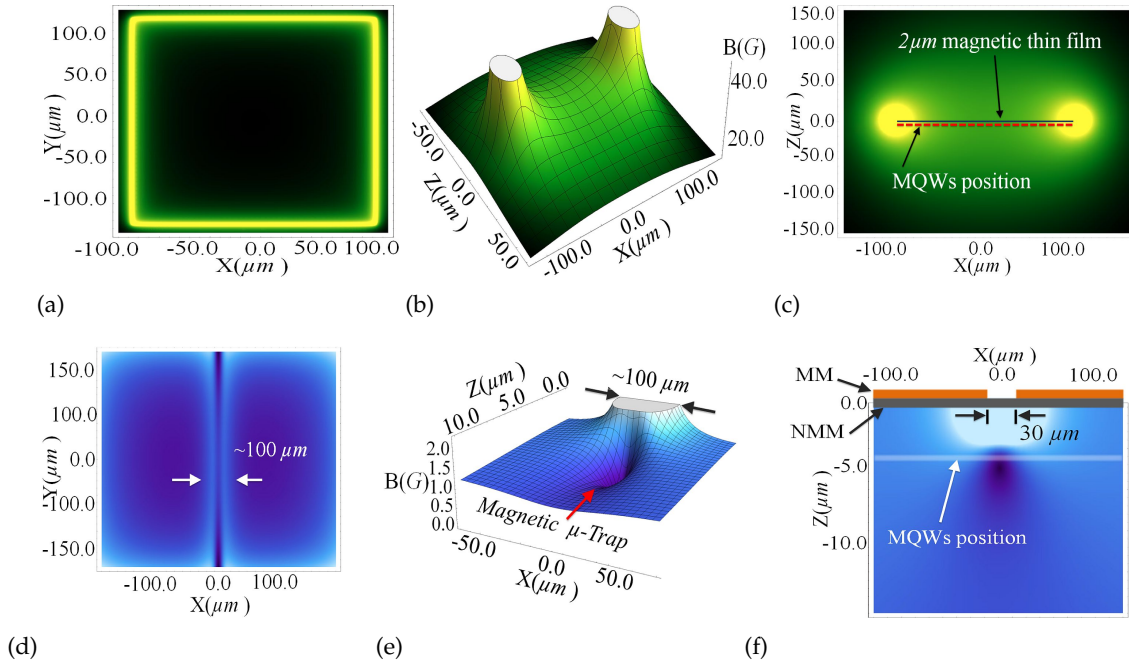 100.0
50.0
0.0
-50.0
-100.0
Y(μm )
-100.0 -50.0 0.0 50.0 100.0
X(μm )
(a)
B(G)
40.0
20.0
-50.0
0.0
50.0
Z(μm )
-100.0
0.0
100.0
X(μm )
(b)
150.0
100.0
50.0
0.0
-50.0
-100.0
-150.0
Z(μm )
2μm magnetic thin film
MQWs position
-100.0 0.0 100.0
X(μm )
(c)
150.0
100.0
0.0
-100.0
-150.0
Y(μm )
~100 μm
-100.0 0.0 100.0
X(μm )
(d)
Z(μm )
10.0 5.0 0.0
~100 μm
2.0
1.5
1.0
0.5
0.0
B(G)
Magnetic μ-Trap
-50.0
0.0
50.0
X(μm )
(e)
X(μm )
-100.0 0.0 100.0
MM
0.0
NMM
30 μm
-5.0
Z(μm )
MQWs position
-10.0
(f)